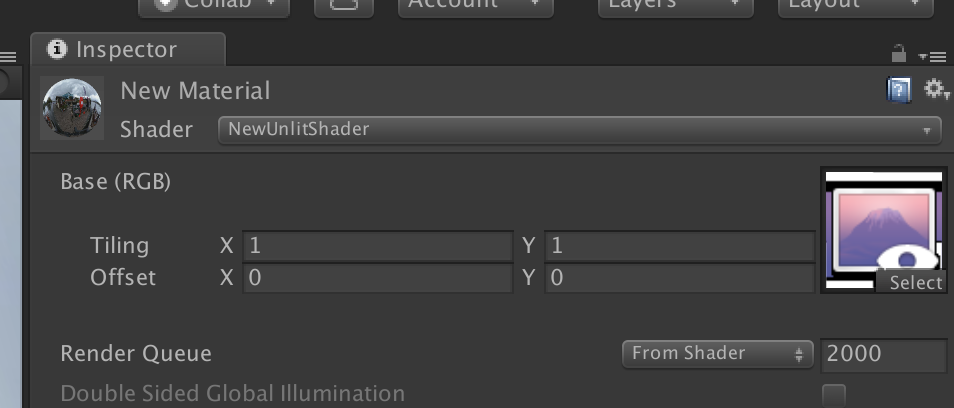 Collab Account Layers Layout
Inspector
New Material
Shader NewUnlitShader
Base (RGB)
Tiling X 1 Y 1
Offset X 0 Y 0
Select
Render Queue From Shader 2000
Double Sided Global Illumination